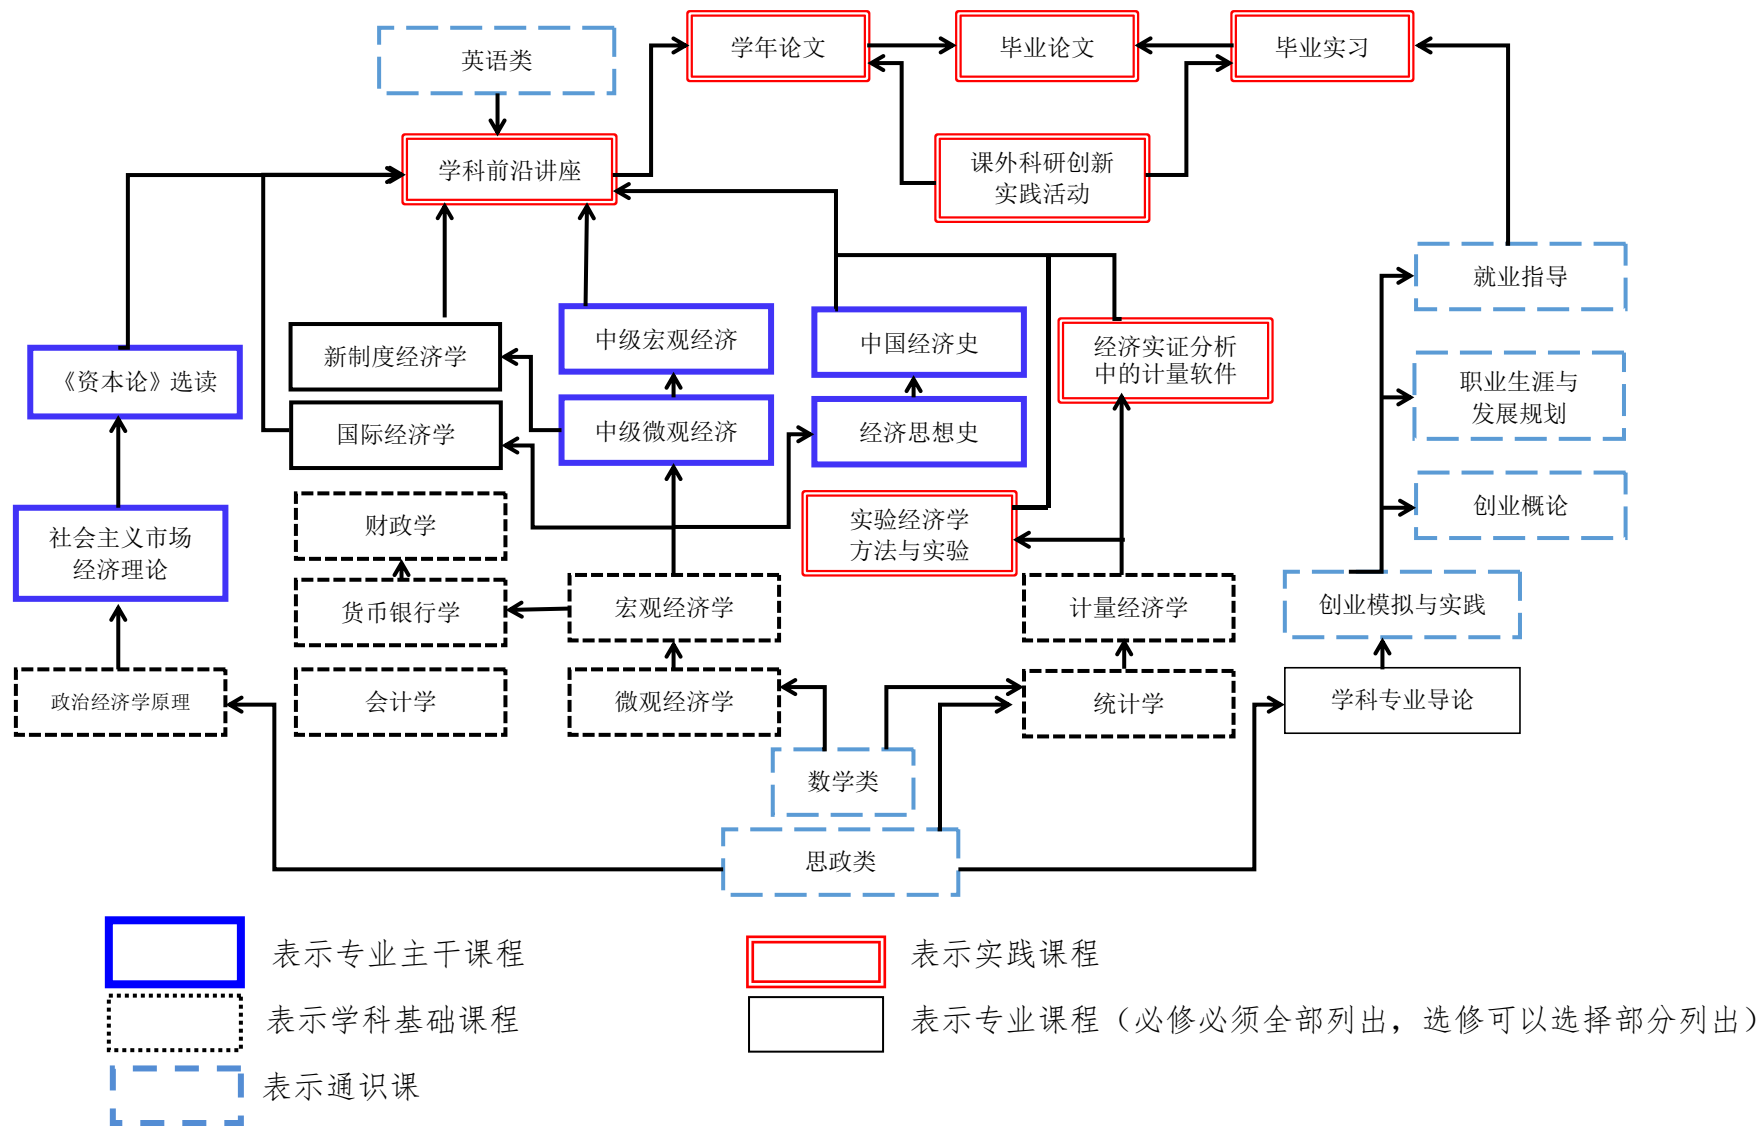 英语类
学年论文
毕业论文
毕业实习
学科前沿讲座
课外科研创新
实践活动
就业指导
新制度经济学
中级宏观经济
中国经济史
经济实证分析
中的计量软件
《资本论》选读
职业生涯与
发展规划
国际经济学
中级微观经济
经济思想史
财政学
实验经济学
方法与实验
创业概论
社会主义市场
经济理论
货币银行学
宏观经济学
计量经济学
创业模拟与实践
政治经济学原理
会计学
微观经济学
统计学
学科专业导论
数学类
思政类
表示专业主干课程
表示实践课程
表示学科基础课程
表示专业课程（必修必须全部列出，选修可以选择部分列出）
表示通识课